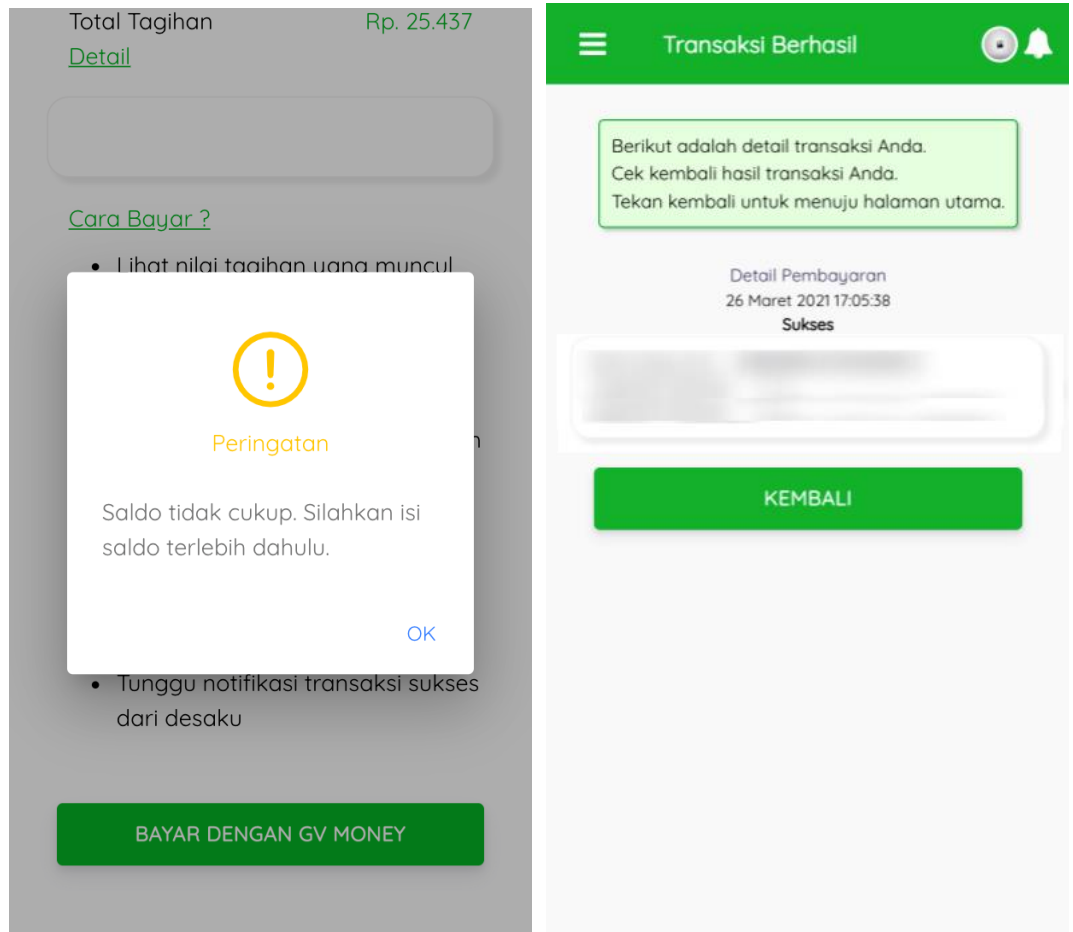 Total Tagihan Rp. 25.437
Detail
Cara Bayar ?
Lihat nilai tagihan yang muncul
Peringatan
Saldo tidak cukup. Silahkan isi
saldo terlebih dahulu.
OK
• Tunggu notifikasi transaksi sukses
dari desaku
BAYAR DENGAN GV MONEY
Transaksi Berhasil
Berikut adalah detail transaksi Anda.
Cek kembali hasil transaksi Anda.
Tekan kembali untuk menuju halaman utama.
Detail Pembayaran
26 Maret 2021 17:05:38
Sukses
KEMBALI